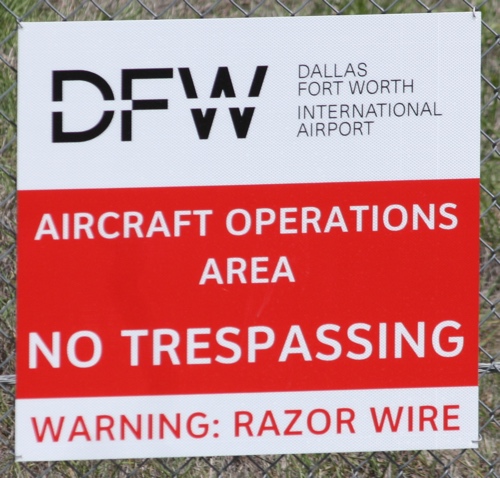 DFW
DALLAS
FORT WORTH
INTERNATIONAL
AIRPORT
AIRCRAFT OPERATIONS
AREA
NO TRESPASSING
WARNING: RAZOR WIRE